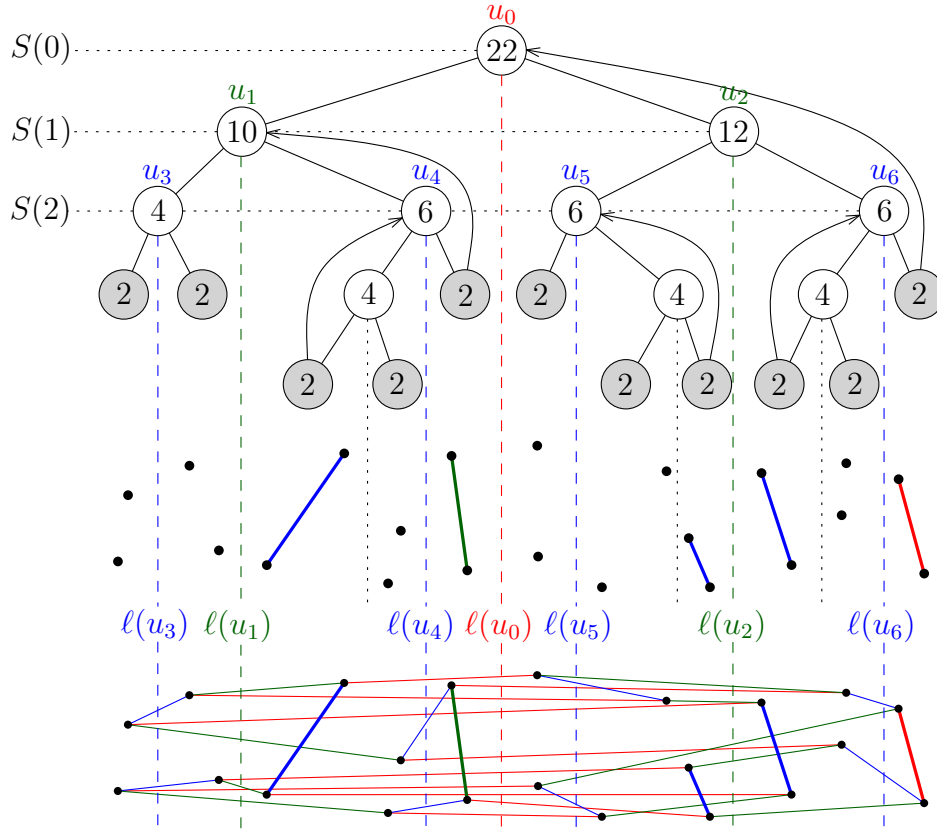 u₀
S(0) 22
u₁ u₂
S(1) 10 12
u₃ u₄ u₅ u₆
S(2) 4 6 6 6
2 2 4 2 2 4 4 2
2 2 2 2 2 2
ℓ(u₃) ℓ(u₁) ℓ(u₄) ℓ(u₀) ℓ(u₅) ℓ(u₂) ℓ(u₆)